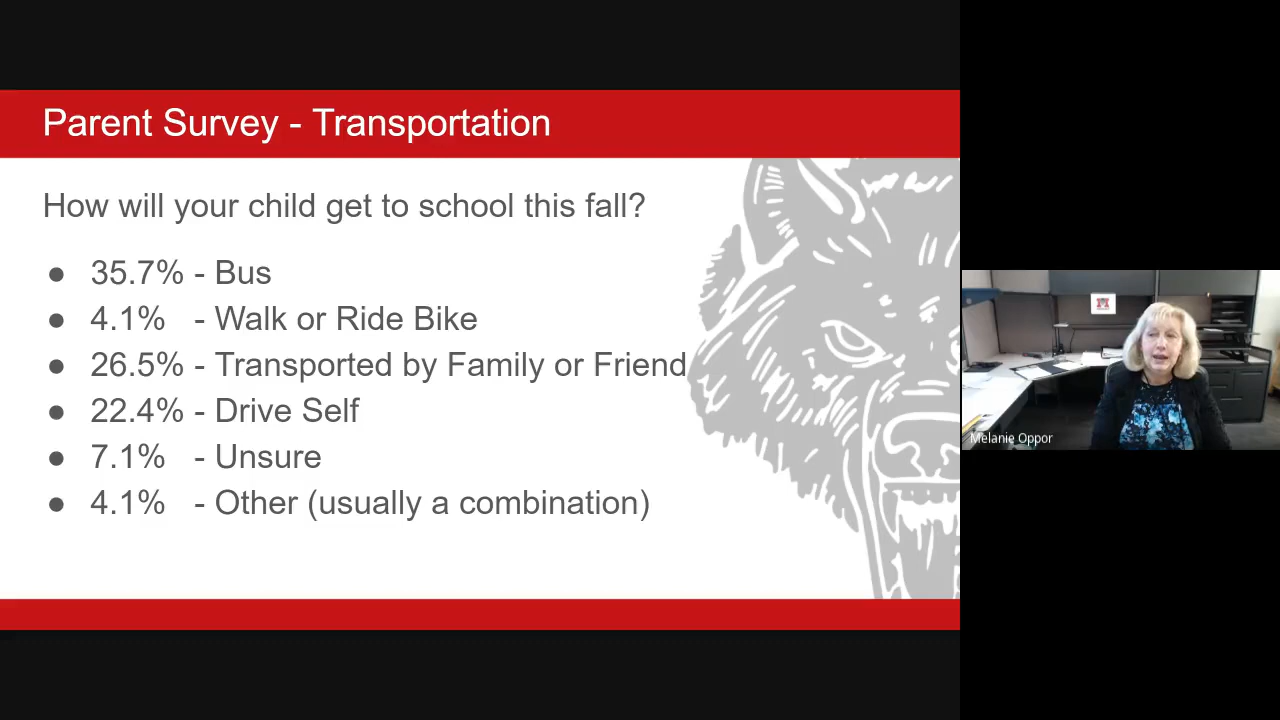 Parent Survey - Transportation
How will your child get to school this fall?
● 35.7% - Bus
● 4.1% - Walk or Ride Bike
● 26.5% - Transported by Family or Friend
● 22.4% - Drive Self
● 7.1% - Unsure
● 4.1% - Other (usually a combination)
Melanie Oppor